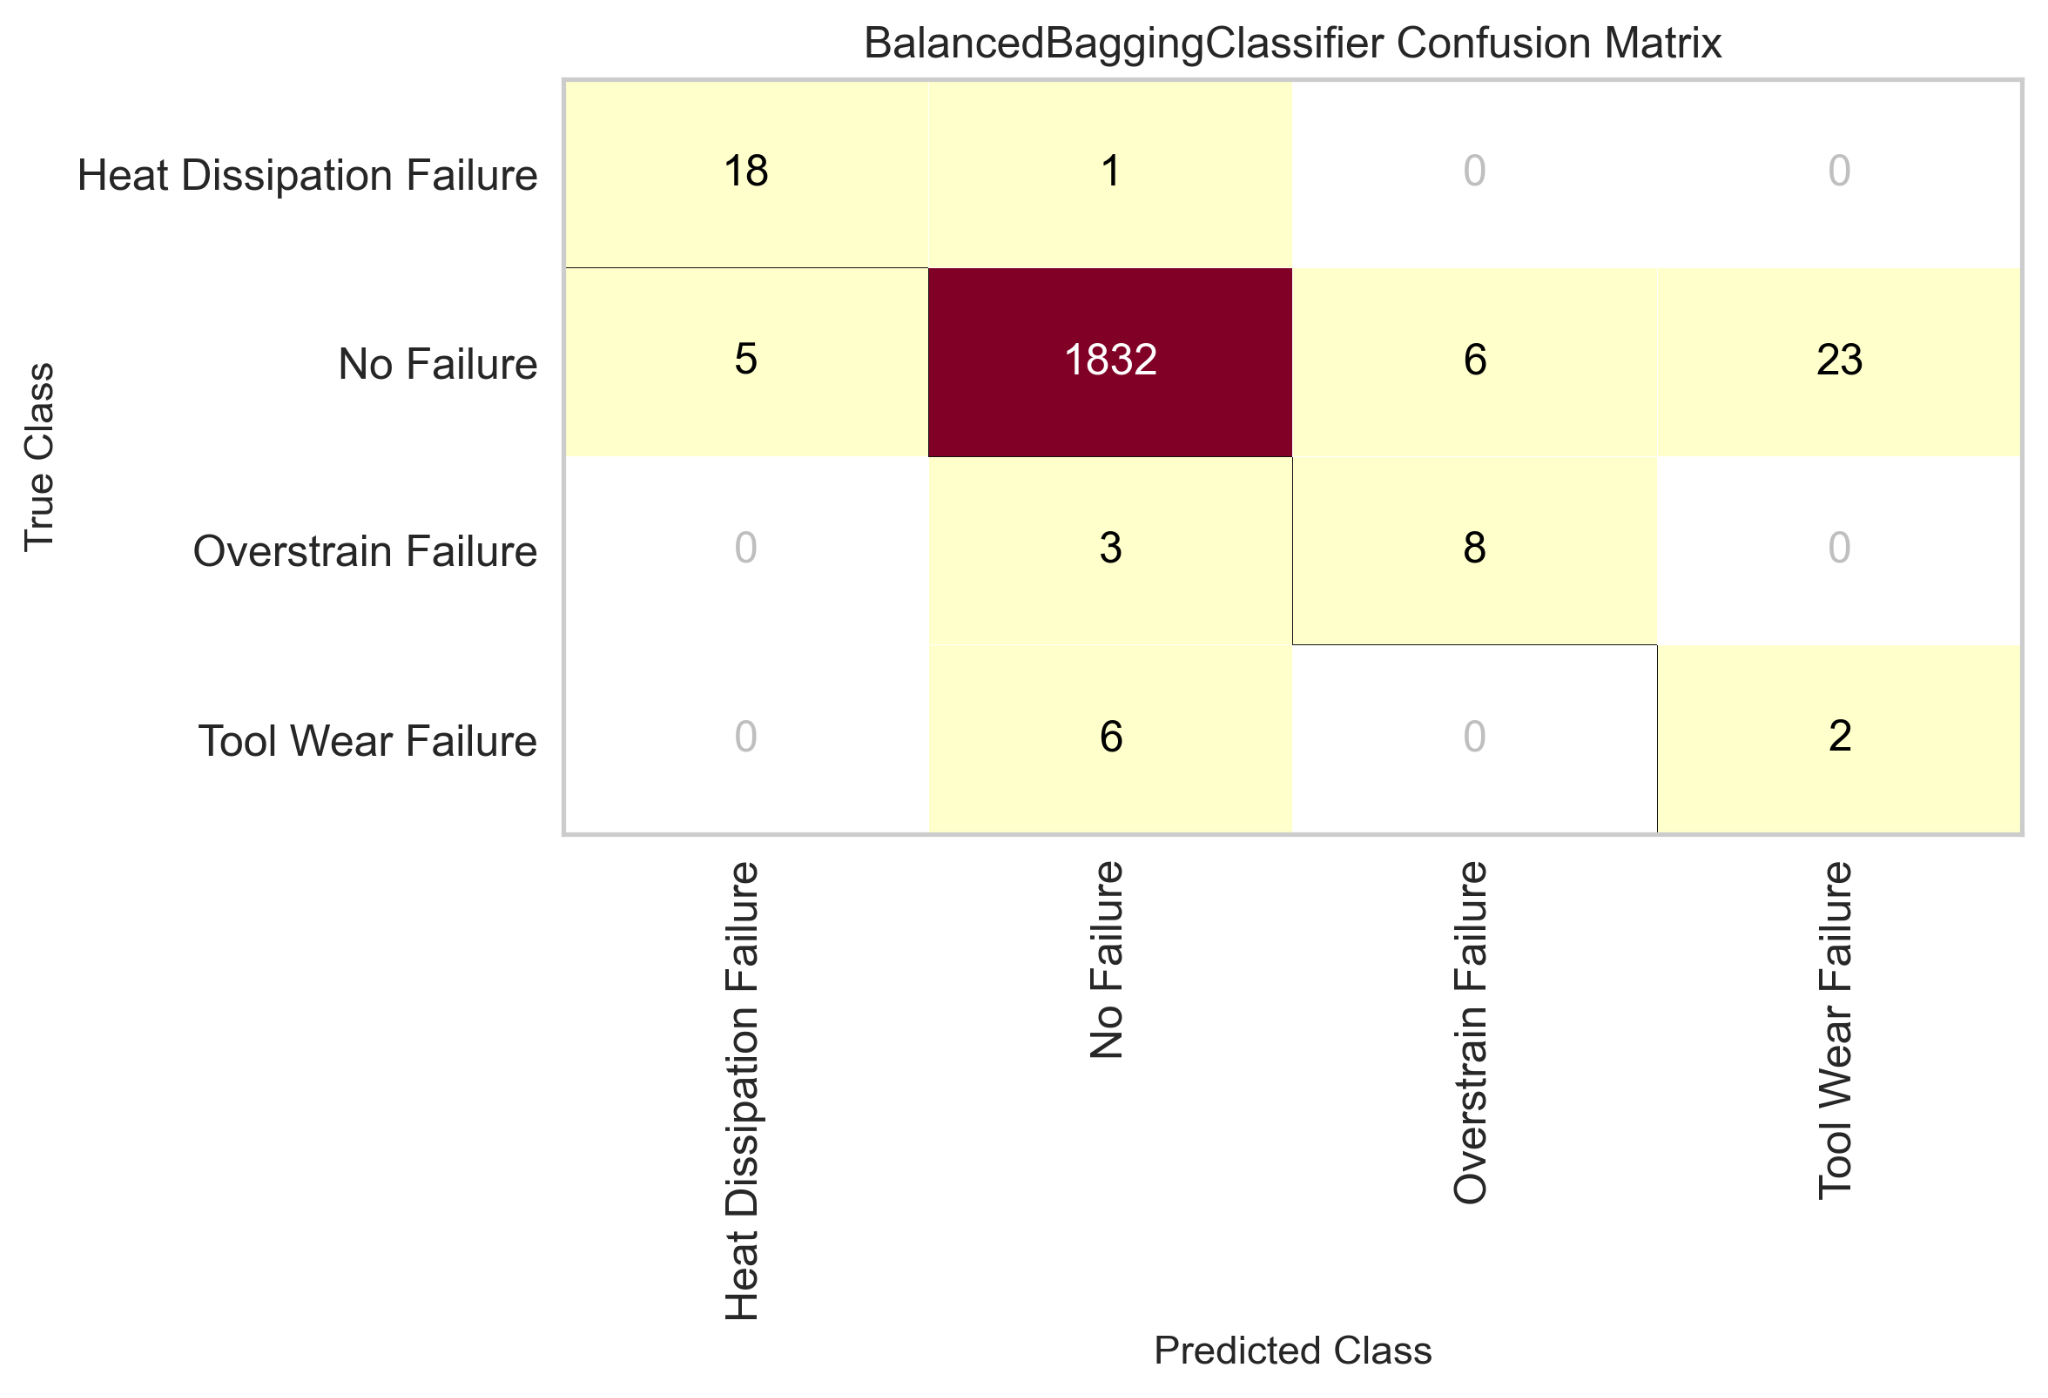 BalancedBaggingClassifier Confusion Matrix
True Class
Heat Dissipation Failure 18 1 0 0
No Failure 5 1832 6 23
Overstrain Failure 0 3 8 0
Tool Wear Failure 0 6 0 2
Heat Dissipation Failure
No Failure
Overstrain Failure
Tool Wear Failure
Predicted Class